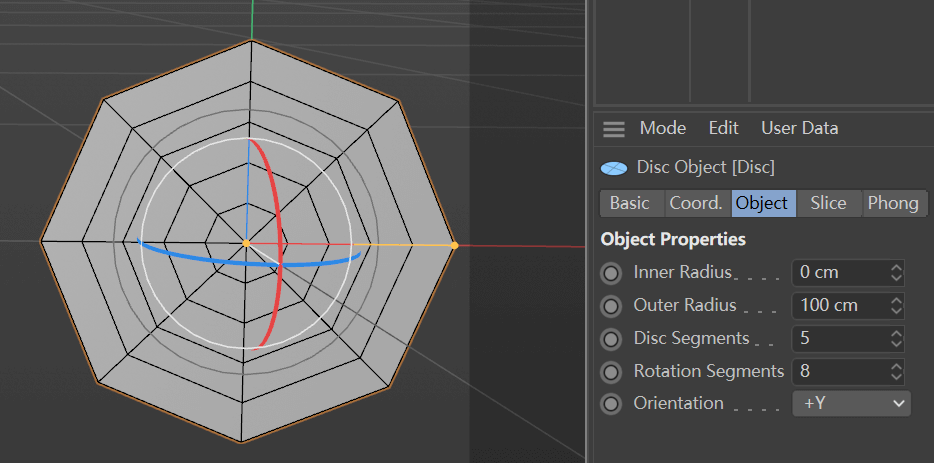 Mode Edit User Data
Disc Object [Disc]
Basic Coord. Object Slice Phong
Object Properties
Inner Radius. . . . 0 cm
Outer Radius . . . 100 cm
Disc Segments . . 5
Rotation Segments 8
Orientation . . . . +Y